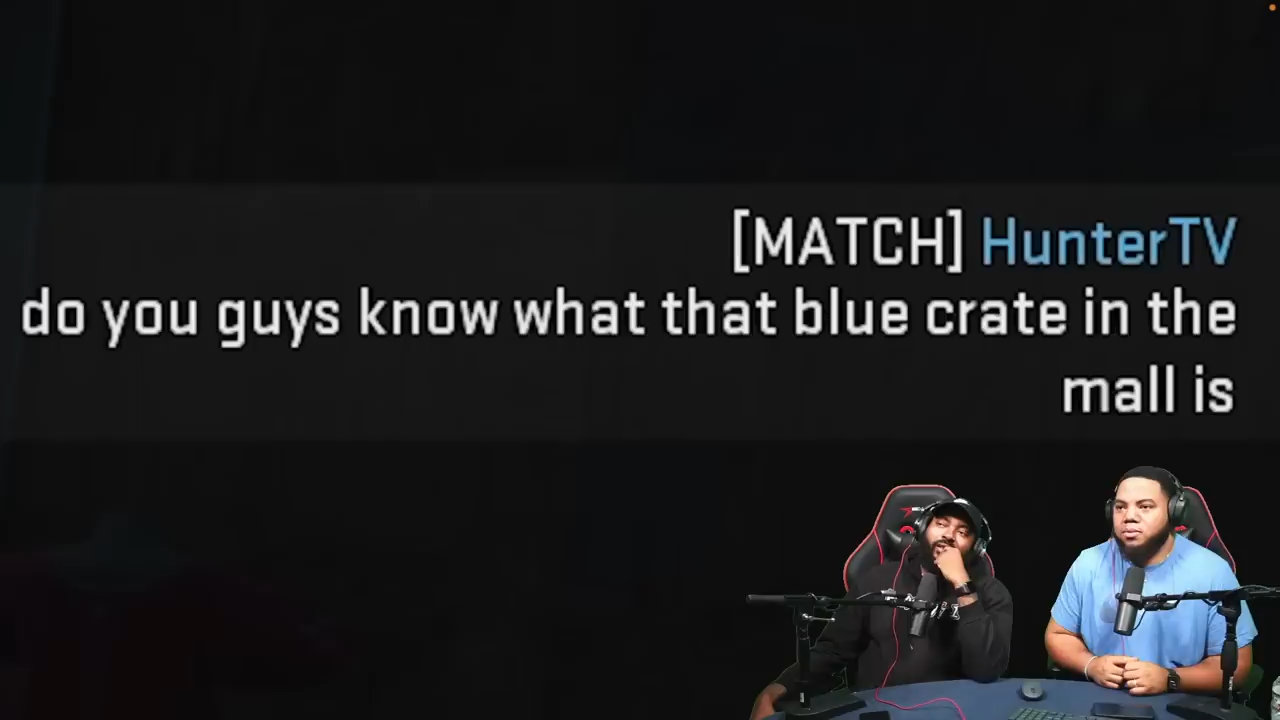 [MATCH] HunterTV
do you guys know what that blue crate in the
mall is